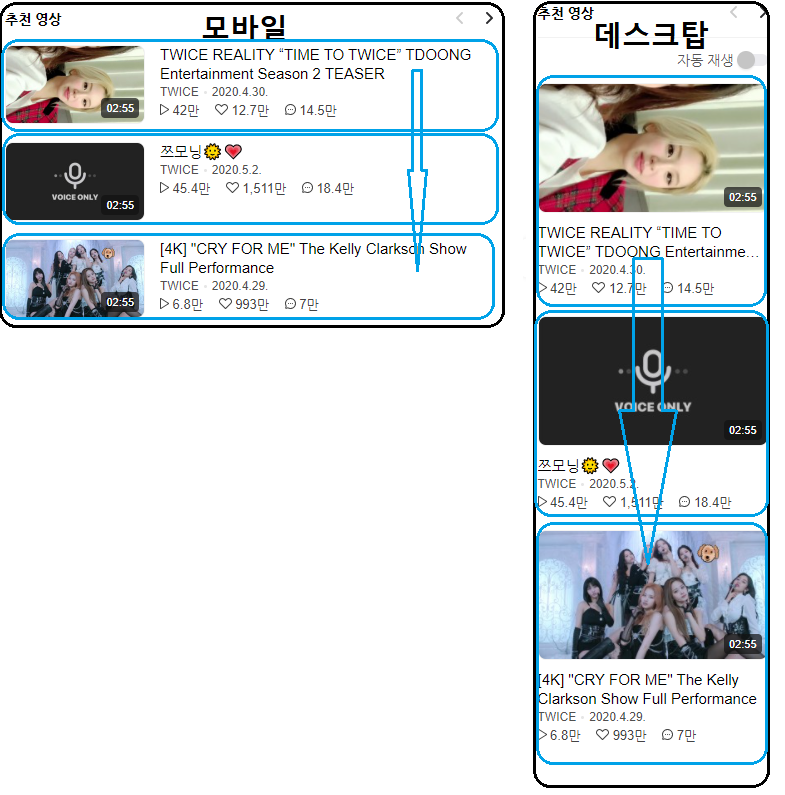 추천 영상
모바일
TWICE REALITY “TIME TO TWICE” TDOONG
Entertainment Season 2 TEASER
TWICE 2020.4.30.
42만 12.7만 14.5만
02:55
쯔모닝🌞 💗
TWICE 2020.5.2.
45.4만 1,511만 18.4만
VOICE ONLY
02:55
[4K] "CRY FOR ME" The Kelly Clarkson Show
Full Performance
TWICE 2020.4.29.
6.8만 993만 7만
02:55
추천 영상
데스크탑
자동 재생
02:55
TWICE REALITY “TIME TO
TWICE” TDOONG Entertainme…
TWICE 2020.4.30.
42만 12.7만 14.5만
VOICE ONLY
02:55
쯔모닝🌞 💗
TWICE 2020.5.2.
45.4만 1,511만 18.4만
02:55
[4K] "CRY FOR ME" The Kelly
Clarkson Show Full Performance
TWICE 2020.4.29.
6.8만 993만 7만